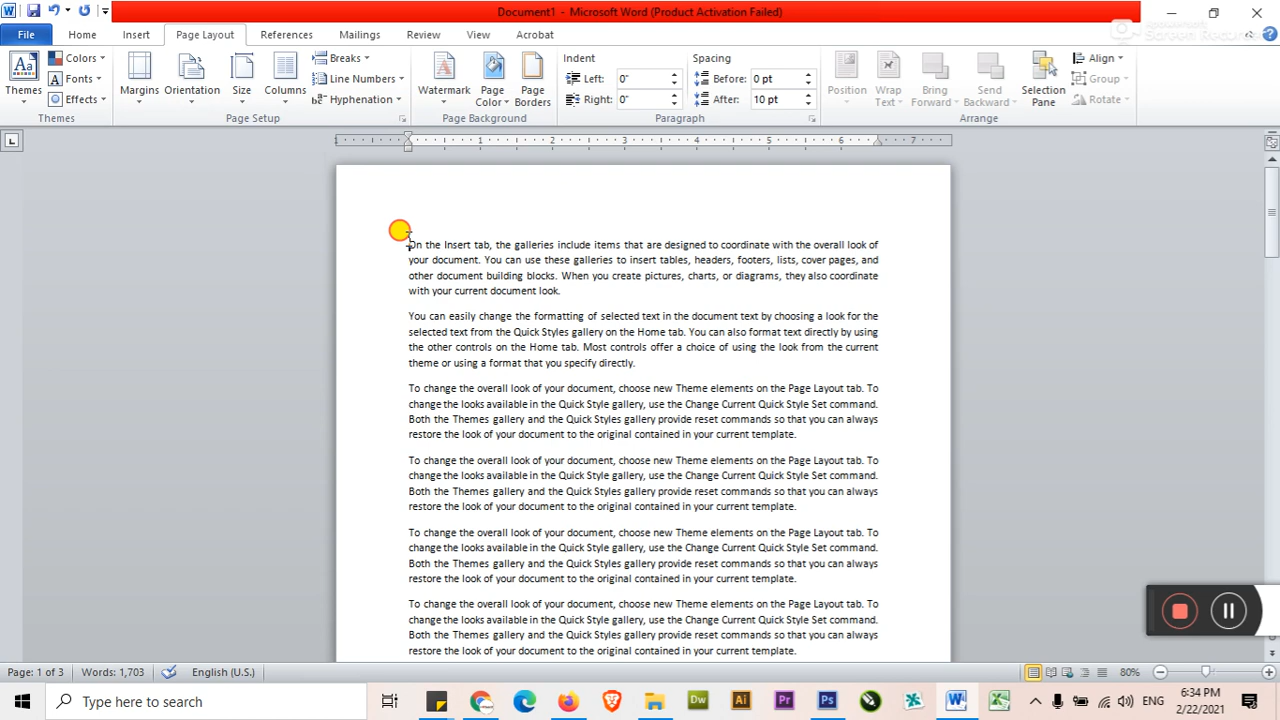 Document1 - Microsoft Word (Product Activation Failed)
File Home Insert Page Layout References Mailings Review View Acrobat
Themes
Colors
Fonts
Effects
Themes
Margins
Orientation
Size
Columns
Breaks
Line Numbers
Hyphenation
Page Setup
Watermark
Page Color
Page Borders
Page Background
Indent
Left: 0"
Right: 0"
Spacing
Before: 0 pt
After: 10 pt
Paragraph
Position
Wrap Text
Bring Forward
Send Backward
Selection Pane
Align
Group
Rotate
Arrange
1 2 3 4 5 6 7
On the Insert tab, the galleries include items that are designed to coordinate with the overall look of
your document. You can use these galleries to insert tables, headers, footers, lists, cover pages, and
other document building blocks. When you create pictures, charts, or diagrams, they also coordinate
with your current document look.
You can easily change the formatting of selected text in the document text by choosing a look for the
selected text from the Quick Styles gallery on the Home tab. You can also format text directly by using
the other controls on the Home tab. Most controls offer a choice of using the look from the current
theme or using a format that you specify directly.
To change the overall look of your document, choose new Theme elements on the Page Layout tab. To
change the looks available in the Quick Style gallery, use the Change Current Quick Style Set command.
Both the Themes gallery and the Quick Styles gallery provide reset commands so that you can always
restore the look of your document to the original contained in your current template.
To change the overall look of your document, choose new Theme elements on the Page Layout tab. To
change the looks available in the Quick Style gallery, use the Change Current Quick Style Set command.
Both the Themes gallery and the Quick Styles gallery provide reset commands so that you can always
restore the look of your document to the original contained in your current template.
To change the overall look of your document, choose new Theme elements on the Page Layout tab. To
change the looks available in the Quick Style gallery, use the Change Current Quick Style Set command.
Both the Themes gallery and the Quick Styles gallery provide reset commands so that you can always
restore the look of your document to the original contained in your current template.
To change the overall look of your document, choose new Theme elements on the Page Layout tab. To
change the looks available in the Quick Style gallery, use the Change Current Quick Style Set command.
Both the Themes gallery and the Quick Styles gallery provide reset commands so that you can always
restore the look of your document to the original contained in your current template.
Page: 1 of 3 Words: 1,703 English (U.S.) 80%
Type here to search
Dw Ai Pr Ps
ENG
6:34 PM
2/22/2021